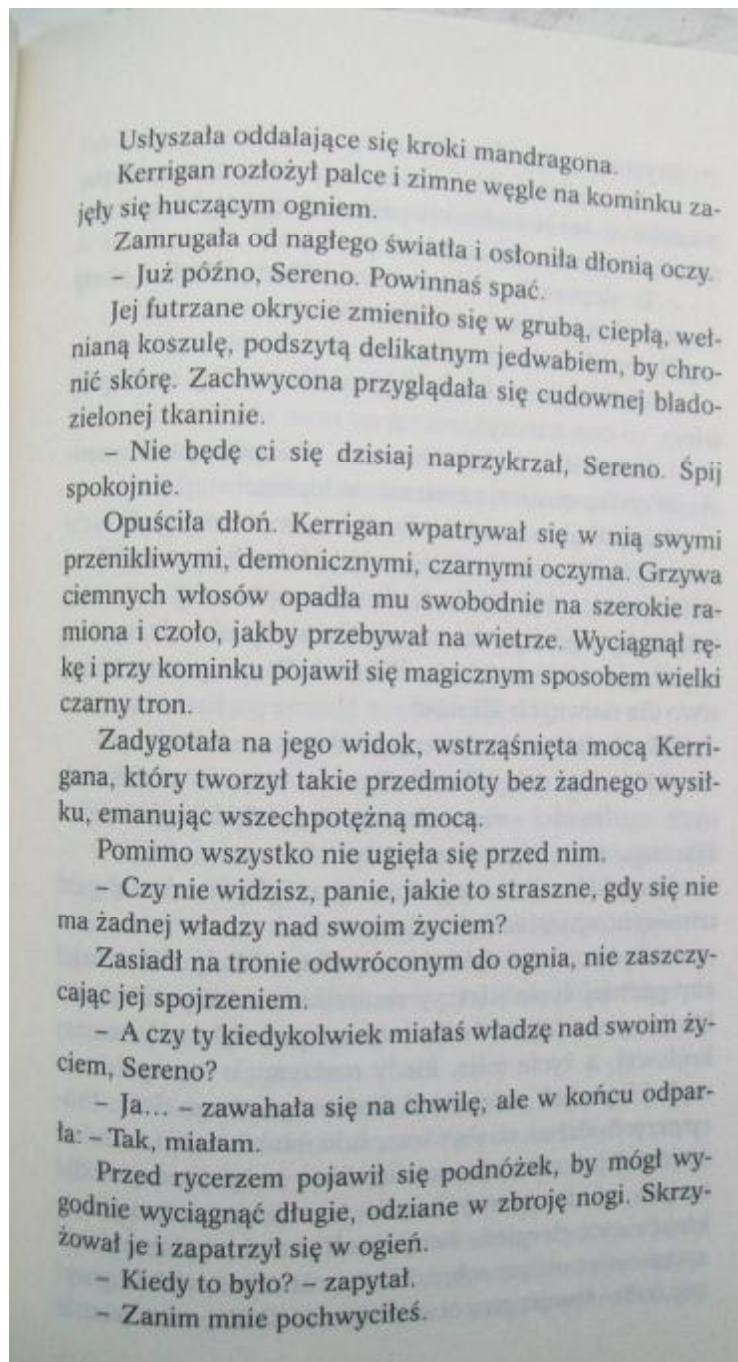 Usłyszała oddalające się kroki mandragona.
Kerrigan rozłożył palce i zimne węgle na kominku za-
jęły się huczącym ogniem.
Zamrugała od nagłego światła i osłoniła dłonią oczy.
– Już późno, Sereno. Powinnaś spać.
Jej futrzane okrycie zmieniło się w grubą, ciepłą, weł-
nianą koszulę, podszytą delikatnym jedwabiem, by chro-
nić skórę. Zachwycona przyglądała się cudownej blado-
zielonej tkaninie.
– Nie będę ci się dzisiaj naprzykrzał, Sereno. Śpij
spokojnie.
Opuściła dłoń. Kerrigan wpatrywał się w nią swymi
przenikliwymi, demonicznymi, czarnymi oczyma. Grzywa
ciemnych włosów opadła mu swobodnie na szerokie ra-
miona i czoło, jakby przebywał na wietrze. Wyciągnął rę-
kę i przy kominku pojawił się magicznym sposobem wielki
czarny tron.
Zadygotała na jego widok, wstrząśnięta mocą Kerri-
gana, który tworzył takie przedmioty bez żadnego wysił-
ku, emanując wszechpotężną mocą.
Pomimo wszystko nie ugięła się przed nim.
– Czy nie widzisz, panie, jakie to straszne, gdy się nie
ma żadnej władzy nad swoim życiem?
Zasiadł na tronie odwróconym do ognia, nie zaszczy-
cając jej spojrzeniem.
– A czy ty kiedykolwiek miałaś władzę nad swoim ży-
ciem, Sereno?
– Ja... – zawahała się na chwilę, ale w końcu odpar-
ła: – Tak, miałam.
Przed rycerzem pojawił się podnóżek, by mógł wy-
godnie wyciągnąć długie, odziane w zbroję nogi. Skrzy-
żował je i zapatrzył się w ogień.
– Kiedy to było? – zapytał.
– Zanim mnie pochwyciłeś.